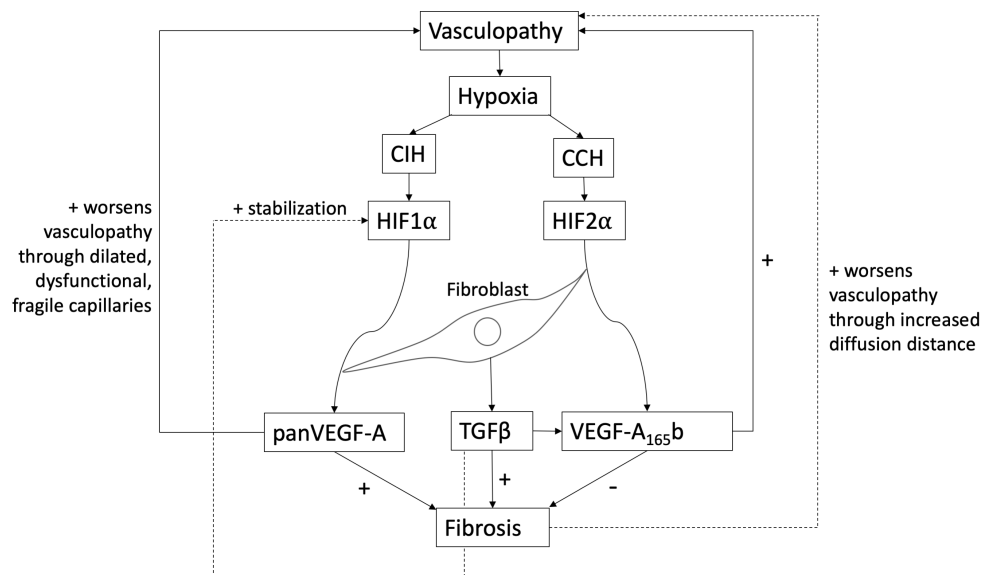 Vasculopathy
Hypoxia
CIH
CCH
+ stabilization
HIF1α
HIF2α
+ worsens
vasculopathy
through dilated,
dysfunctional,
fragile capillaries
Fibroblast
+
+ worsens
vasculopathy
through increased
diffusion distance
panVEGF-A
TGFβ
VEGF-A₁₆₅b
+
+
-
Fibrosis